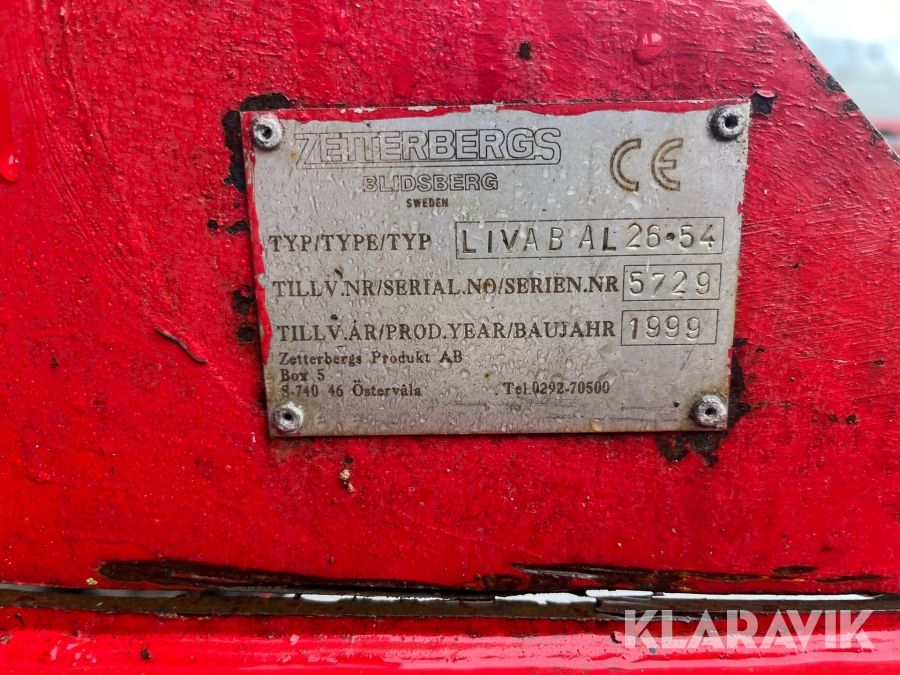 ZETTERBERGS
BLIDSBERG
SWEDEN
CE
TYP/TYPE/TYP LIVAB AL 26·54
TILLV.NR/SERIAL.NO/SERIEN.NR 5729
TILLV.ÅR/PROD.YEAR/BAUJAHR 1999
Zetterbergs Produkt AB
Box 5
S-740 46 Östervåla Tel.0292-70500
KLARAVIK